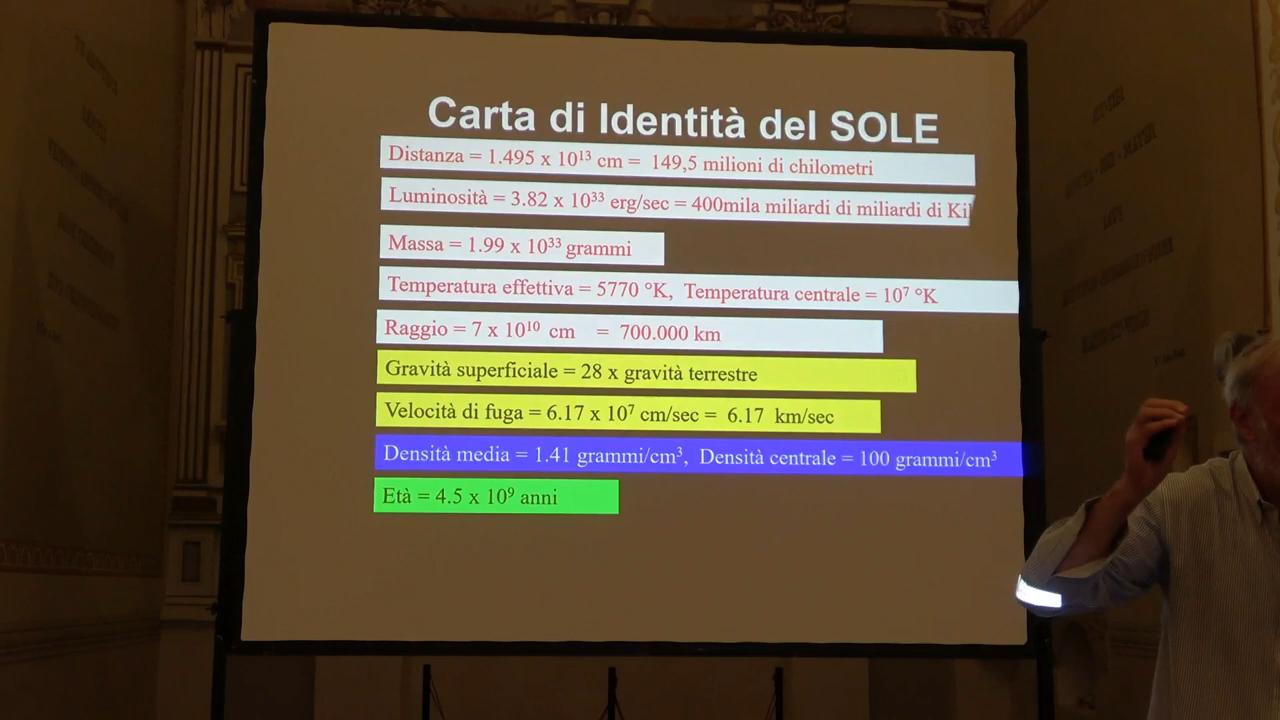 Carta di Identità del SOLE
Distanza = 1.495 x 10¹³ cm = 149,5 milioni di chilometri
Luminosità = 3.82 x 10³³ erg/sec = 400mila miliardi di miliardi di Kil
Massa = 1.99 x 10³³ grammi
Temperatura effettiva = 5770 °K, Temperatura centrale = 10⁷ °K
Raggio = 7 x 10¹⁰ cm = 700.000 km
Gravità superficiale = 28 x gravità terrestre
Velocità di fuga = 6.17 x 10⁷ cm/sec = 6.17 km/sec
Densità media = 1.41 grammi/cm³, Densità centrale = 100 grammi/cm³
Età = 4.5 x 10⁹ anni